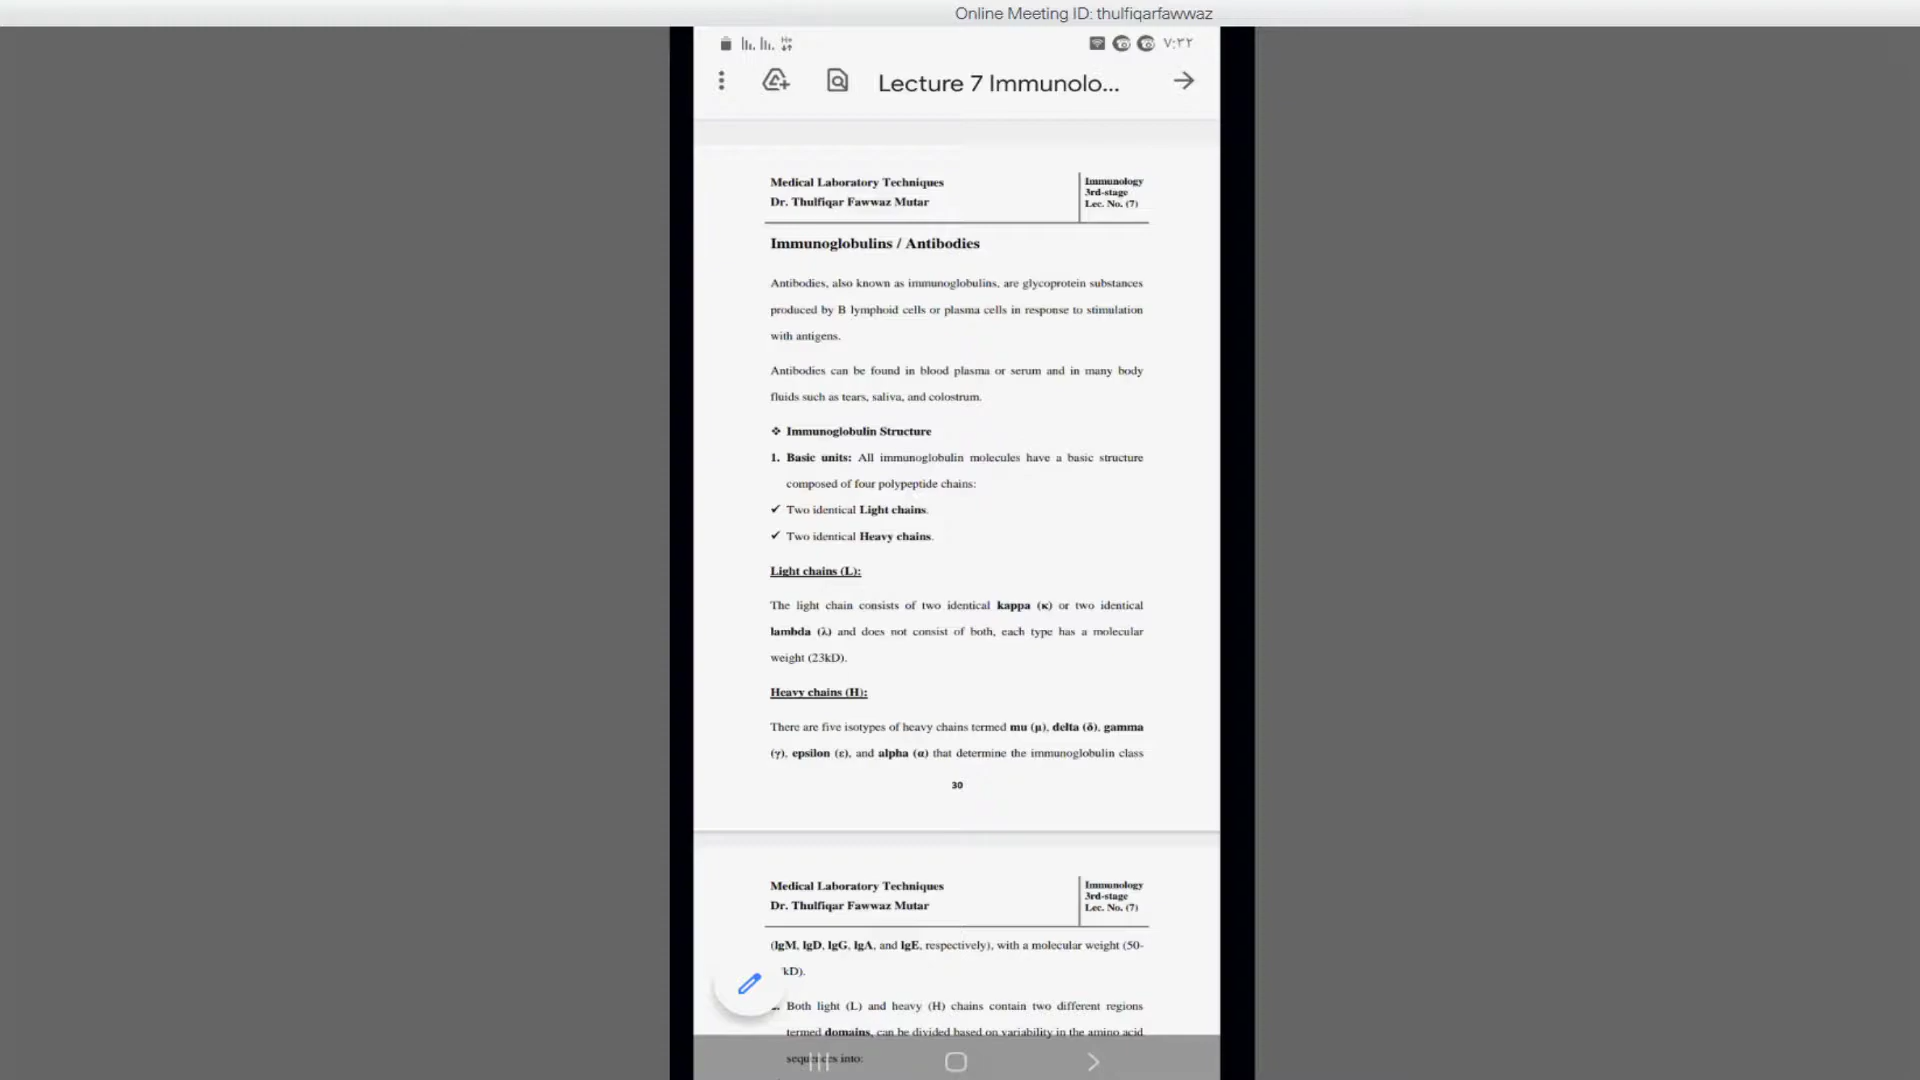 Online Meeting ID: thulfiqarfawwaz
٧:٣٢
Lecture 7 Immunolo...
Medical Laboratory Techniques
Dr. Thulfiqar Fawwaz Mutar
Immunology
3rd-stage
Lec. No. (7)
Immunoglobulins / Antibodies
Antibodies, also known as immunoglobulins, are glycoprotein substances
produced by B lymphoid cells or plasma cells in response to stimulation
with antigens.
Antibodies can be found in blood plasma or serum and in many body
fluids such as tears, saliva, and colostrum.
❖ Immunoglobulin Structure
1. Basic units: All immunoglobulin molecules have a basic structure
composed of four polypeptide chains:
✓ Two identical Light chains.
✓ Two identical Heavy chains.
Light chains (L):
The light chain consists of two identical kappa (κ) or two identical
lambda (λ) and does not consist of both, each type has a molecular
weight (23kD).
Heavy chains (H):
There are five isotypes of heavy chains termed mu (μ), delta (δ), gamma
(γ), epsilon (ε), and alpha (α) that determine the immunoglobulin class
30
Medical Laboratory Techniques
Dr. Thulfiqar Fawwaz Mutar
Immunology
3rd-stage
Lec. No. (7)
(IgM, IgD, IgG, IgA, and IgE, respectively), with a molecular weight (50-
kD).
Both light (L) and heavy (H) chains contain two different regions
termed domains, can be divided based on variability in the amino acid
sequences into: